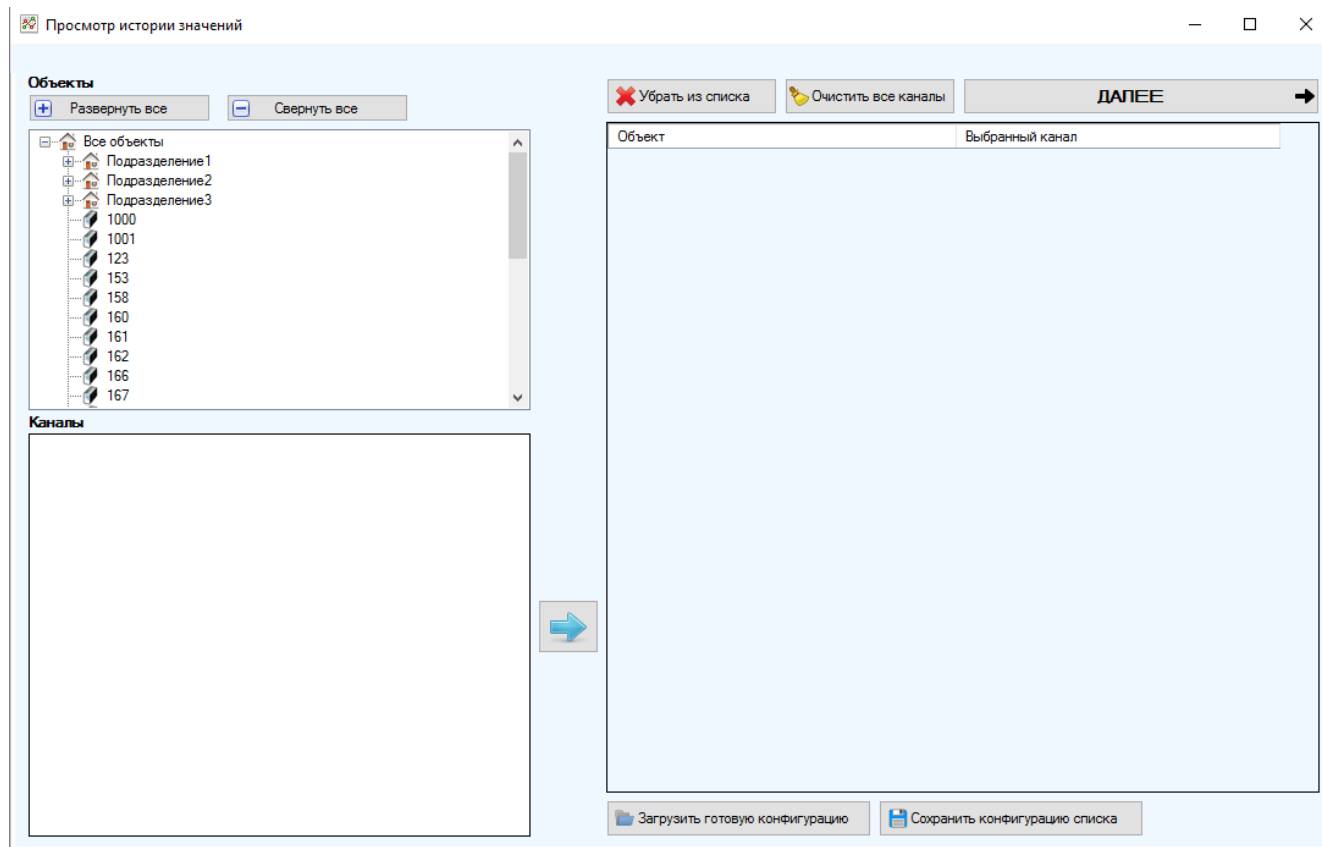 Просмотр истории значений
Объекты
Развернуть все
Свернуть все
Все объекты
Подразделение1
Подразделение2
Подразделение3
1000
1001
123
153
158
160
161
162
166
167
Каналы
Убрать из списка
Очистить все каналы
ДАЛЕЕ
Объект
Выбранный канал
Загрузить готовую конфигурацию
Сохранить конфигурацию списка